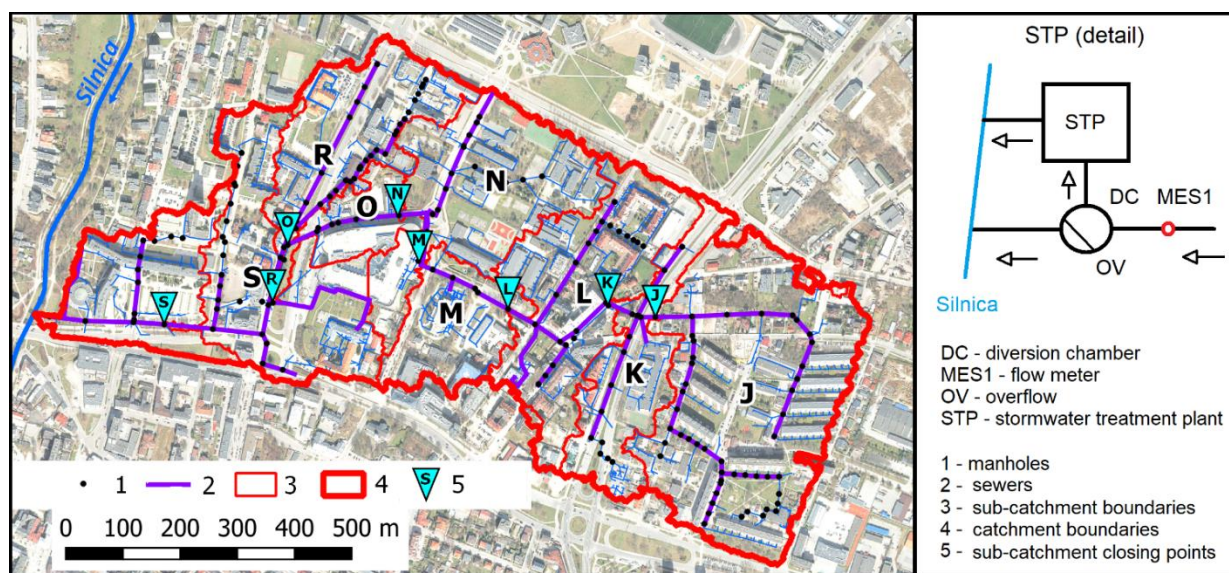 Silnica
R
N
O
N
O
M
S
R
L
K
J
L
M
K
J
S
1
2
3
4
S
5
0 100 200 300 400 500 m
STP (detail)
STP
DC
MES1
OV
Silnica
DC - diversion chamber
MES1 - flow meter
OV - overflow
STP - stormwater treatment plant
1 - manholes
2 - sewers
3 - sub-catchment boundaries
4 - catchment boundaries
5 - sub-catchment closing points